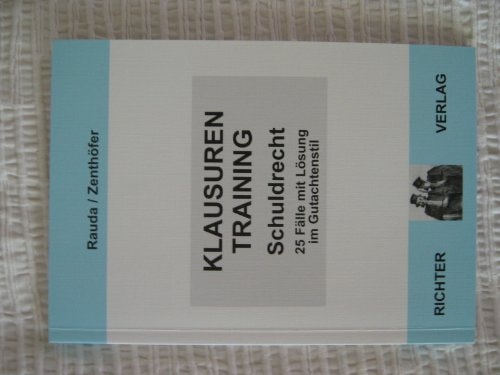 Rauda / Zenthöfer
KLAUSUREN
TRAINING
Schuldrecht
25 Fälle mit Lösung
im Gutachtenstil
RICHTER VERLAG